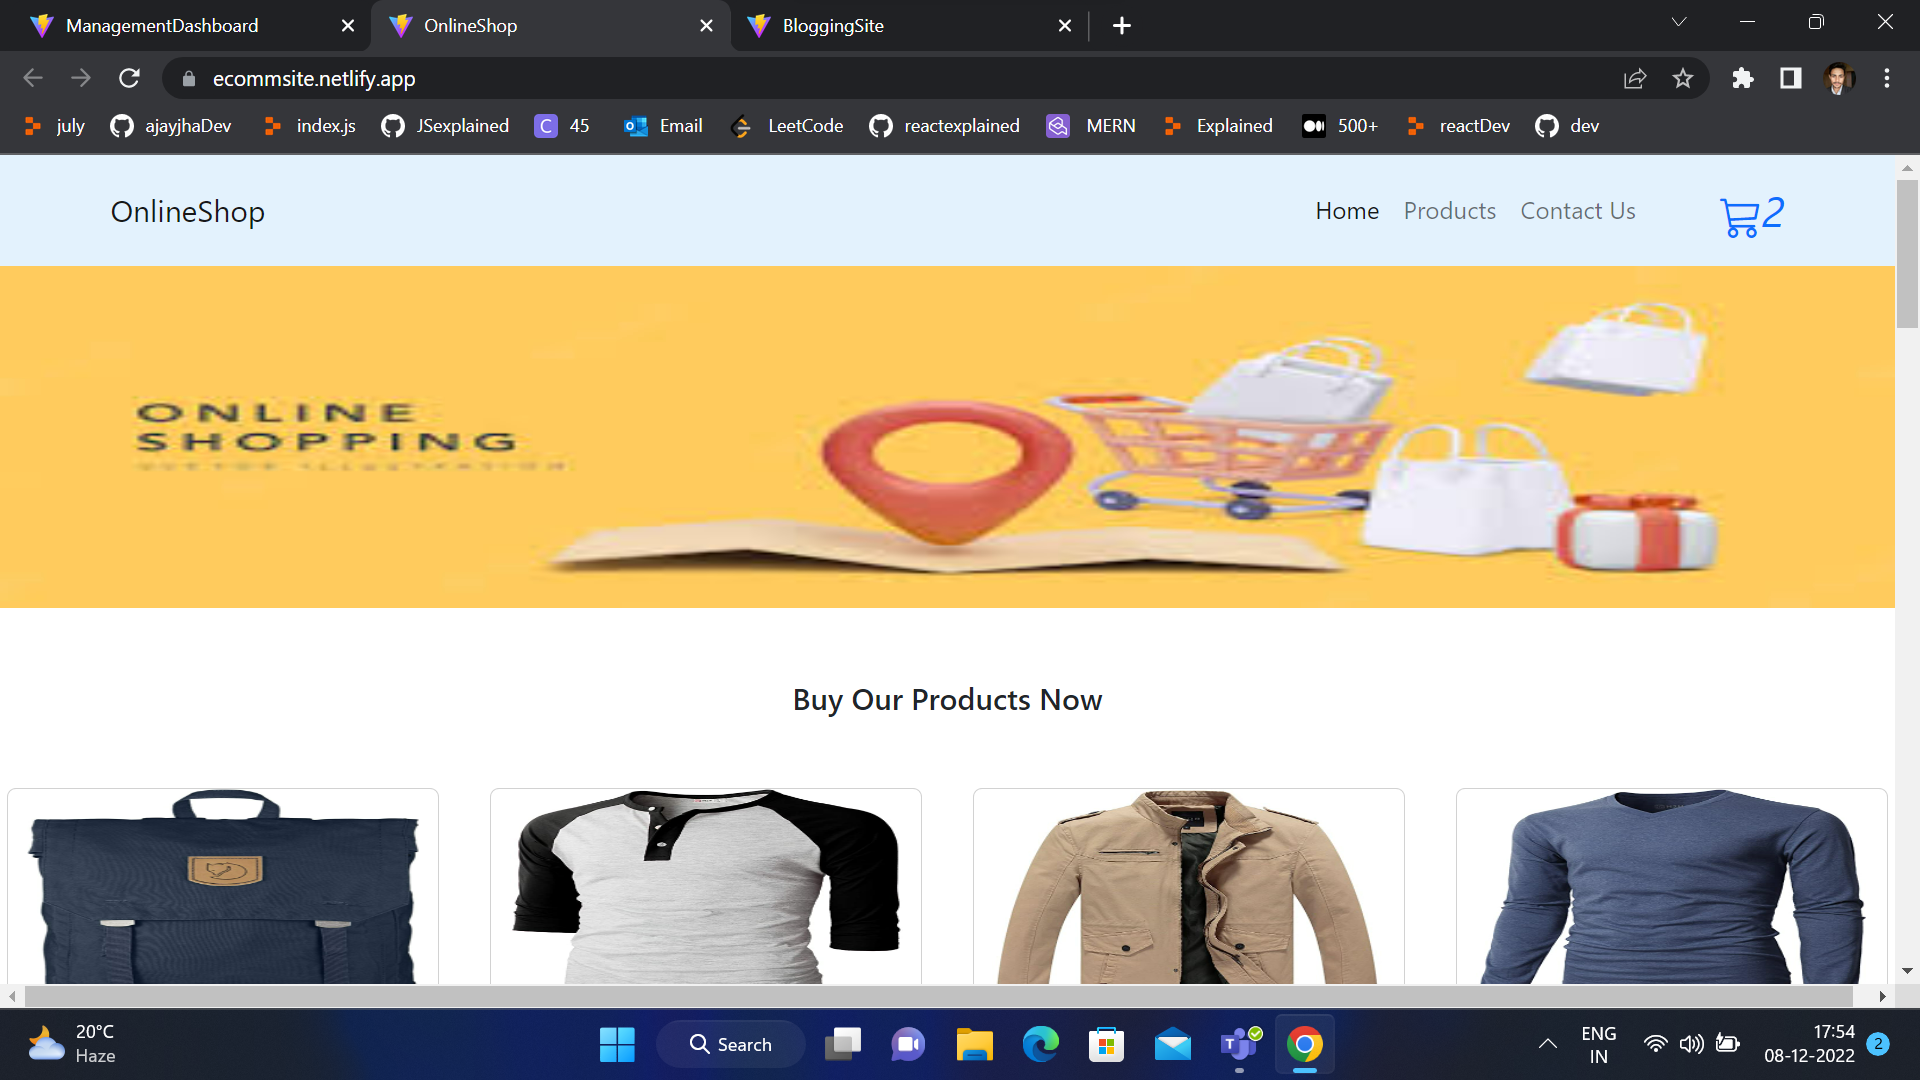 ManagementDashboard
OnlineShop
BloggingSite
ecommsite.netlify.app
july
ajayjhaDev
index.js
JSexplained
C 45
Email
LeetCode
reactexplained
MERN
Explained
500+
reactDev
dev
OnlineShop
Home
Products
Contact Us
2
ONLINE
SHOPPING
VECTOR ILLUSTRATION
Buy Our Products Now
20°C
Haze
Search
T
ENG
IN
17:54
08-12-2022
2